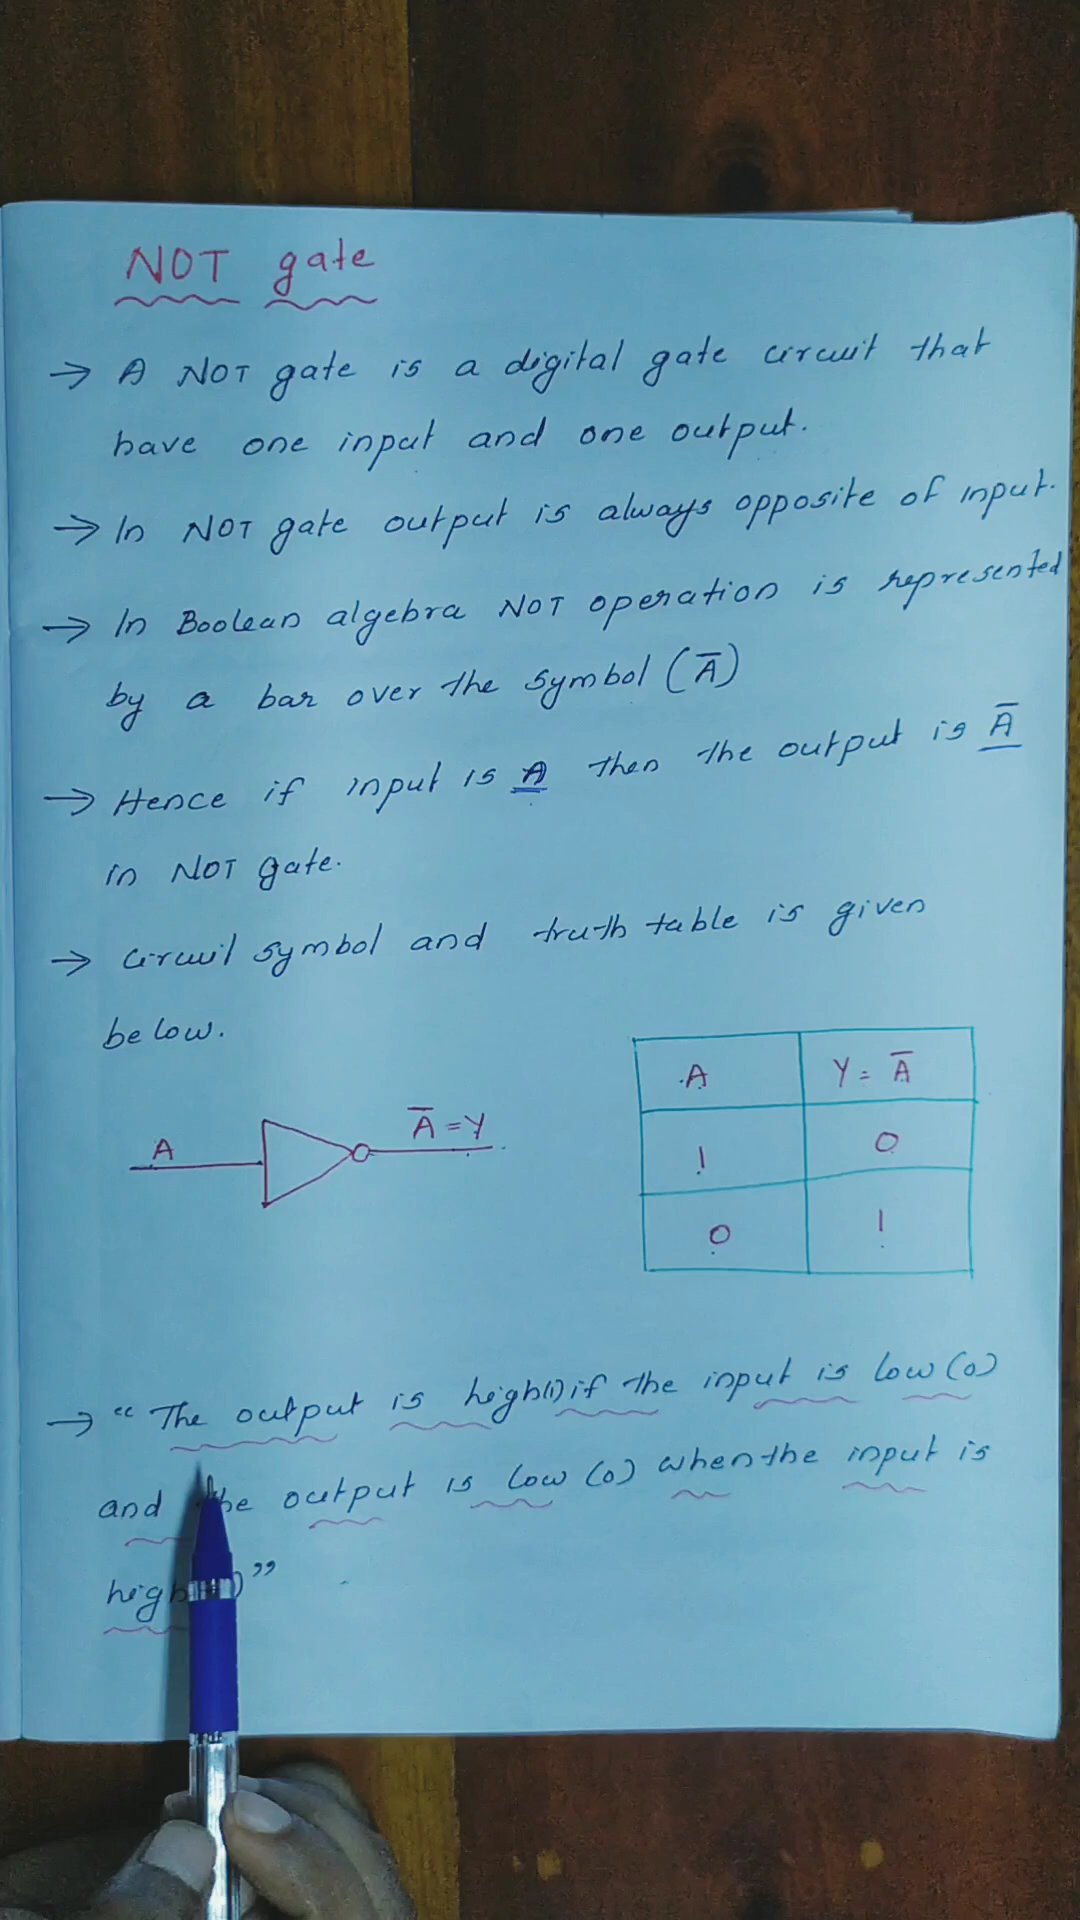 NOT gate
→ A NOT gate is a digital gate circuit that
have one input and one output.
→ In NOT gate output is always opposite of input.
→ In Boolean algebra NOT operation is represented
by a bar over the symbol (A̅)
→ Hence if input is A then the output is A̅
in NOT gate.
→ Circuit symbol and truth table is given
below.
A A̅ = Y
A Y = A̅
1 0
0 1
→ "The output is high(1) if the input is low (0)
and the output is low (0) when the input is
high"